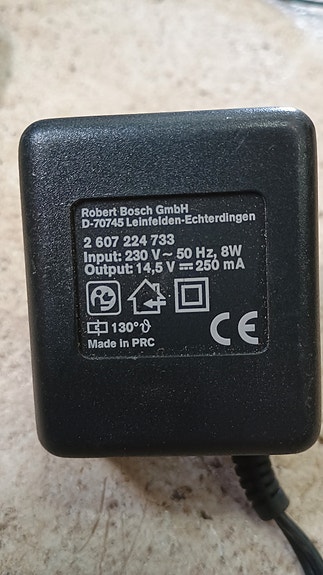 Robert Bosch GmbH
D-70745 Leinfelden-Echterdingen
2 607 224 733
Input: 230 V ~ 50 Hz, 8W
Output: 14,5 V ⎓ 250 mA
130° ϑ
Made in PRC
CE